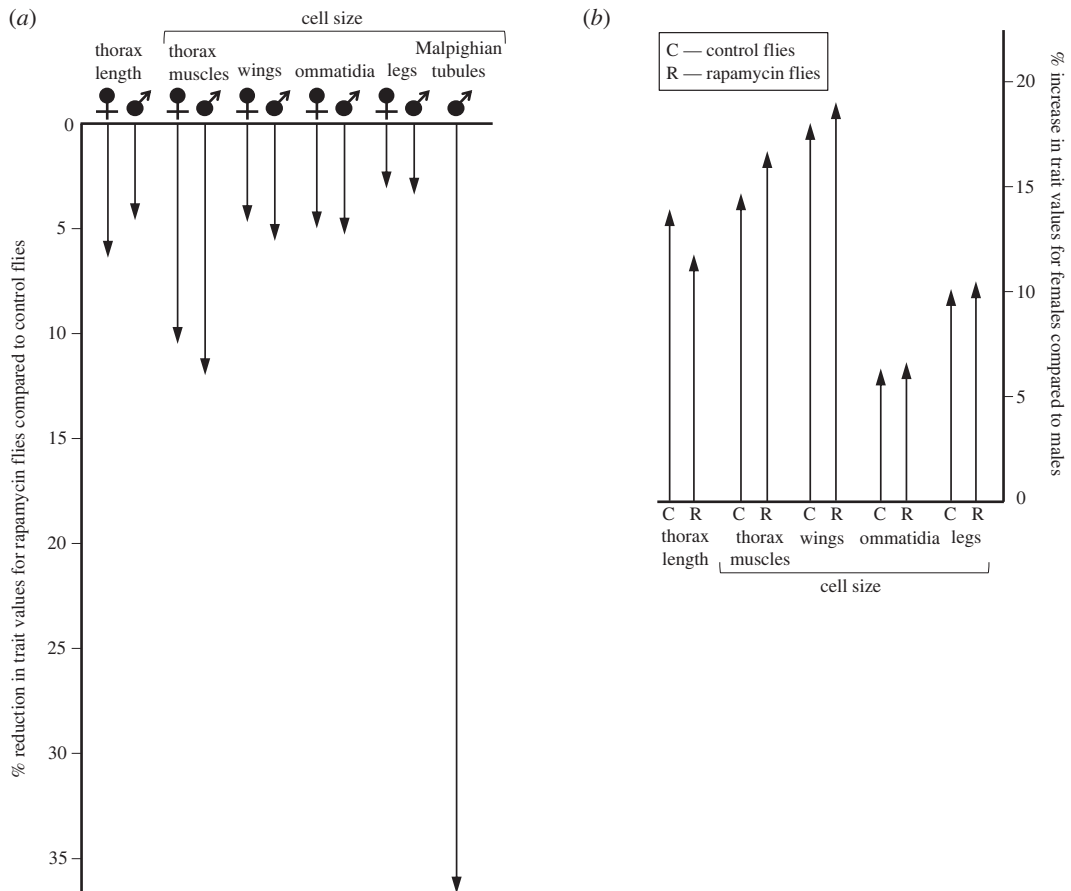 (a)
cell size
thorax
length
thorax
muscles
wings
ommatidia
legs
Malpighian
tubules
0
5
10
15
20
25
30
35
% reduction in trait values for rapamycin flies compared to control flies
(b)
C — control flies
R — rapamycin flies
20
15
10
5
0
% increase in trait values for females compared to males
C R C R C R C R C R
thorax
length
thorax
muscles
wings
ommatidia
legs
cell size